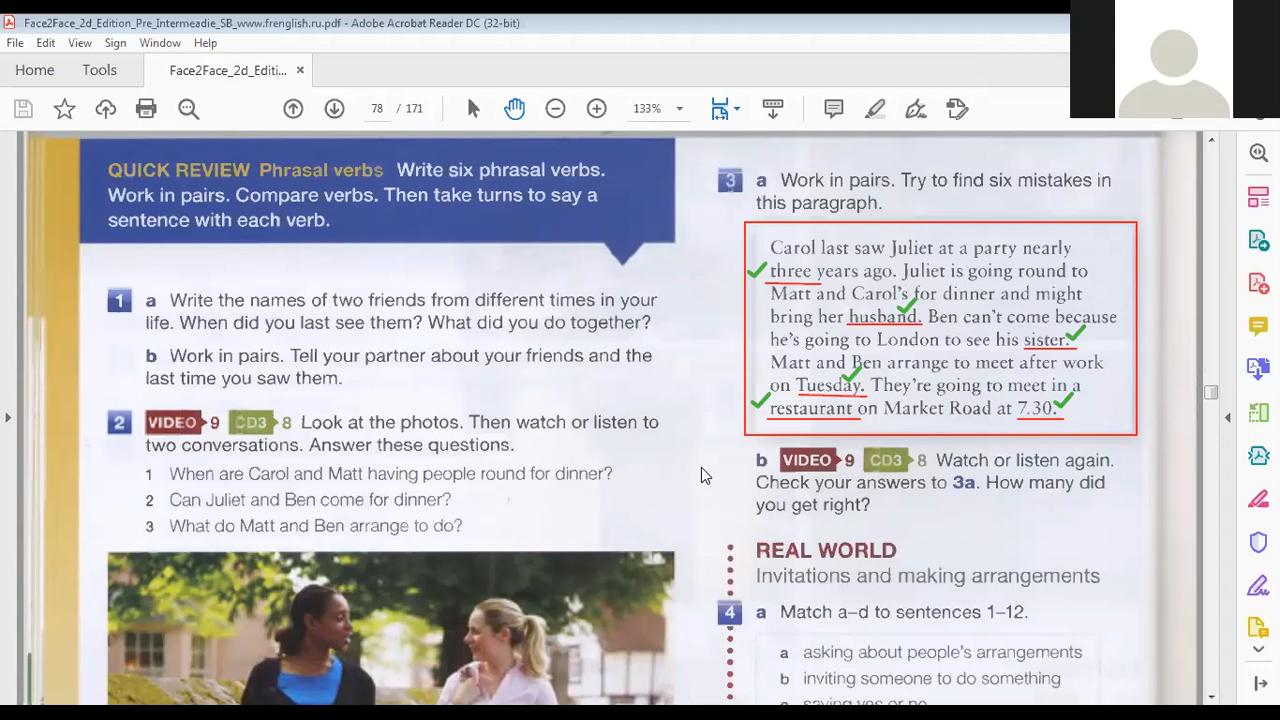 Face2Face_2d_Edition_Pre_Intermeadie_SB_www.frenglish.ru.pdf - Adobe Acrobat Reader DC (32-bit)
File Edit View Sign Window Help
Home Tools Face2Face_2d_Editi... ×
78 / 171 133%
QUICK REVIEW Phrasal verbs Write six phrasal verbs.
Work in pairs. Compare verbs. Then take turns to say a
sentence with each verb.
1 a Write the names of two friends from different times in your
life. When did you last see them? What did you do together?
b Work in pairs. Tell your partner about your friends and the
last time you saw them.
2 VIDEO 9 CD3 8 Look at the photos. Then watch or listen to
two conversations. Answer these questions.
1 When are Carol and Matt having people round for dinner?
2 Can Juliet and Ben come for dinner?
3 What do Matt and Ben arrange to do?
3 a Work in pairs. Try to find six mistakes in
this paragraph.
Carol last saw Juliet at a party nearly
three years ago. Juliet is going round to
Matt and Carol's for dinner and might
bring her husband. Ben can't come because
he's going to London to see his sister.
Matt and Ben arrange to meet after work
on Tuesday. They're going to meet in a
restaurant on Market Road at 7.30.
b VIDEO 9 CD3 8 Watch or listen again.
Check your answers to 3a. How many did
you get right?
REAL WORLD
Invitations and making arrangements
4 a Match a–d to sentences 1–12.
a asking about people's arrangements
b inviting someone to do something
c saying yes or no